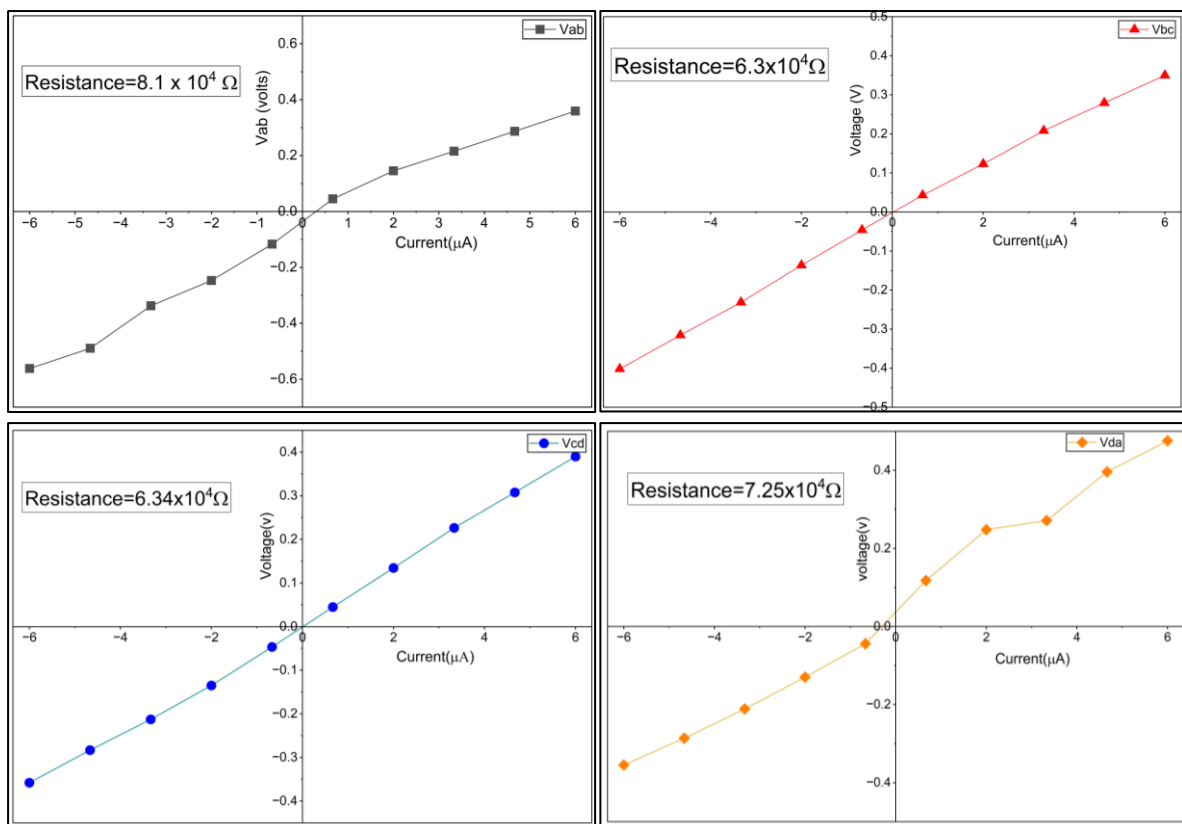 Vab
0.6
Resistance=8.1 x 10⁴ Ω
0.4
Vab (volts)
0.2
0.0
−6 −5 −4 −3 −2 −1 0 1 2 3 4 5 6
Current(μA)
−0.2
−0.4
−0.6
Vbc
0.5
0.4
Resistance=6.3x10⁴Ω
0.3
Voltage (V)
0.2
0.1
0.0
−6 −4 −2 0 2 4 6
Current(μA)
−0.1
−0.2
−0.3
−0.4
−0.5
Vcd
0.4
Resistance=6.34x10⁴Ω
0.3
Voltage(v)
0.2
0.1
0.0
−6 −4 −2 0 2 4 6
Current(μA)
−0.1
−0.2
−0.3
−0.4
Vda
0.4
Resistance=7.25x10⁴Ω
voltage(v)
0.2
0.0
−6 −4 −2 0 2 4 6
Current(μA)
−0.2
−0.4